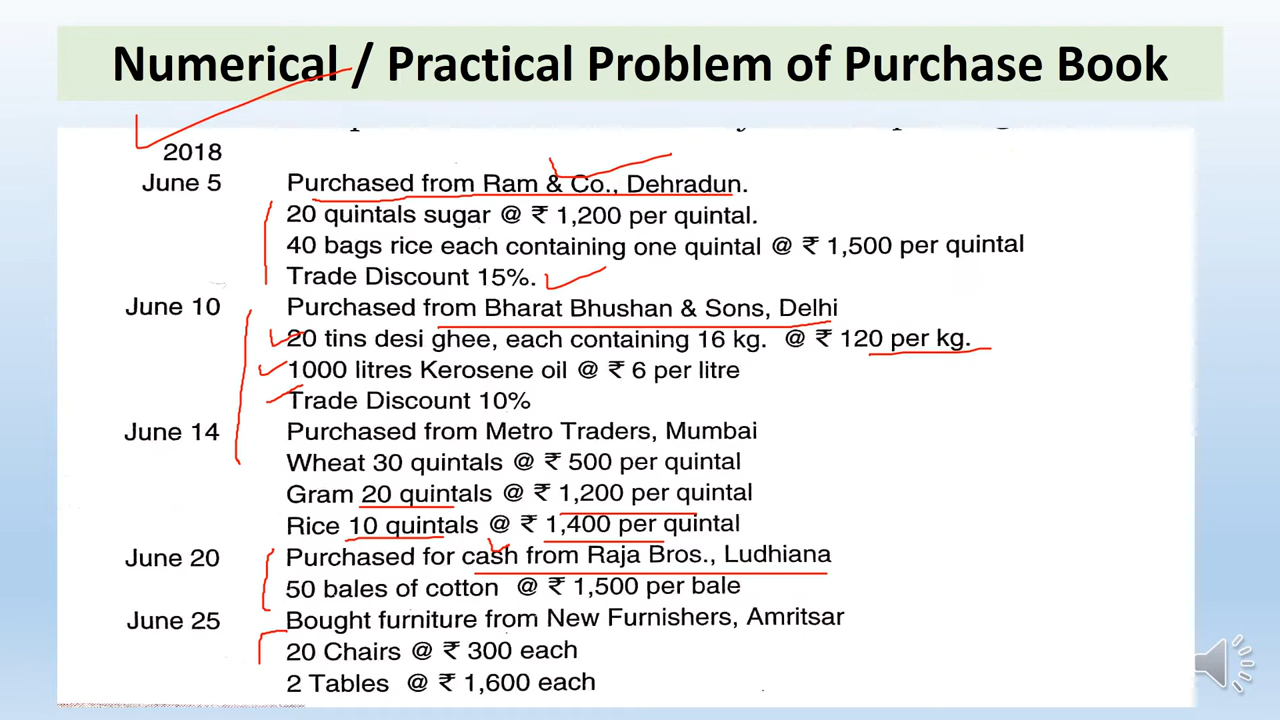 Numerical / Practical Problem of Purchase Book
2018
June 5 Purchased from Ram & Co., Dehradun.
20 quintals sugar @ ₹ 1,200 per quintal.
40 bags rice each containing one quintal @ ₹ 1,500 per quintal
Trade Discount 15%.
June 10 Purchased from Bharat Bhushan & Sons, Delhi
20 tins desi ghee, each containing 16 kg. @ ₹ 120 per kg.
1000 litres Kerosene oil @ ₹ 6 per litre
Trade Discount 10%
June 14 Purchased from Metro Traders, Mumbai
Wheat 30 quintals @ ₹ 500 per quintal
Gram 20 quintals @ ₹ 1,200 per quintal
Rice 10 quintals @ ₹ 1,400 per quintal
June 20 Purchased for cash from Raja Bros., Ludhiana
50 bales of cotton @ ₹ 1,500 per bale
June 25 Bought furniture from New Furnishers, Amritsar
20 Chairs @ ₹ 300 each
2 Tables @ ₹ 1,600 each